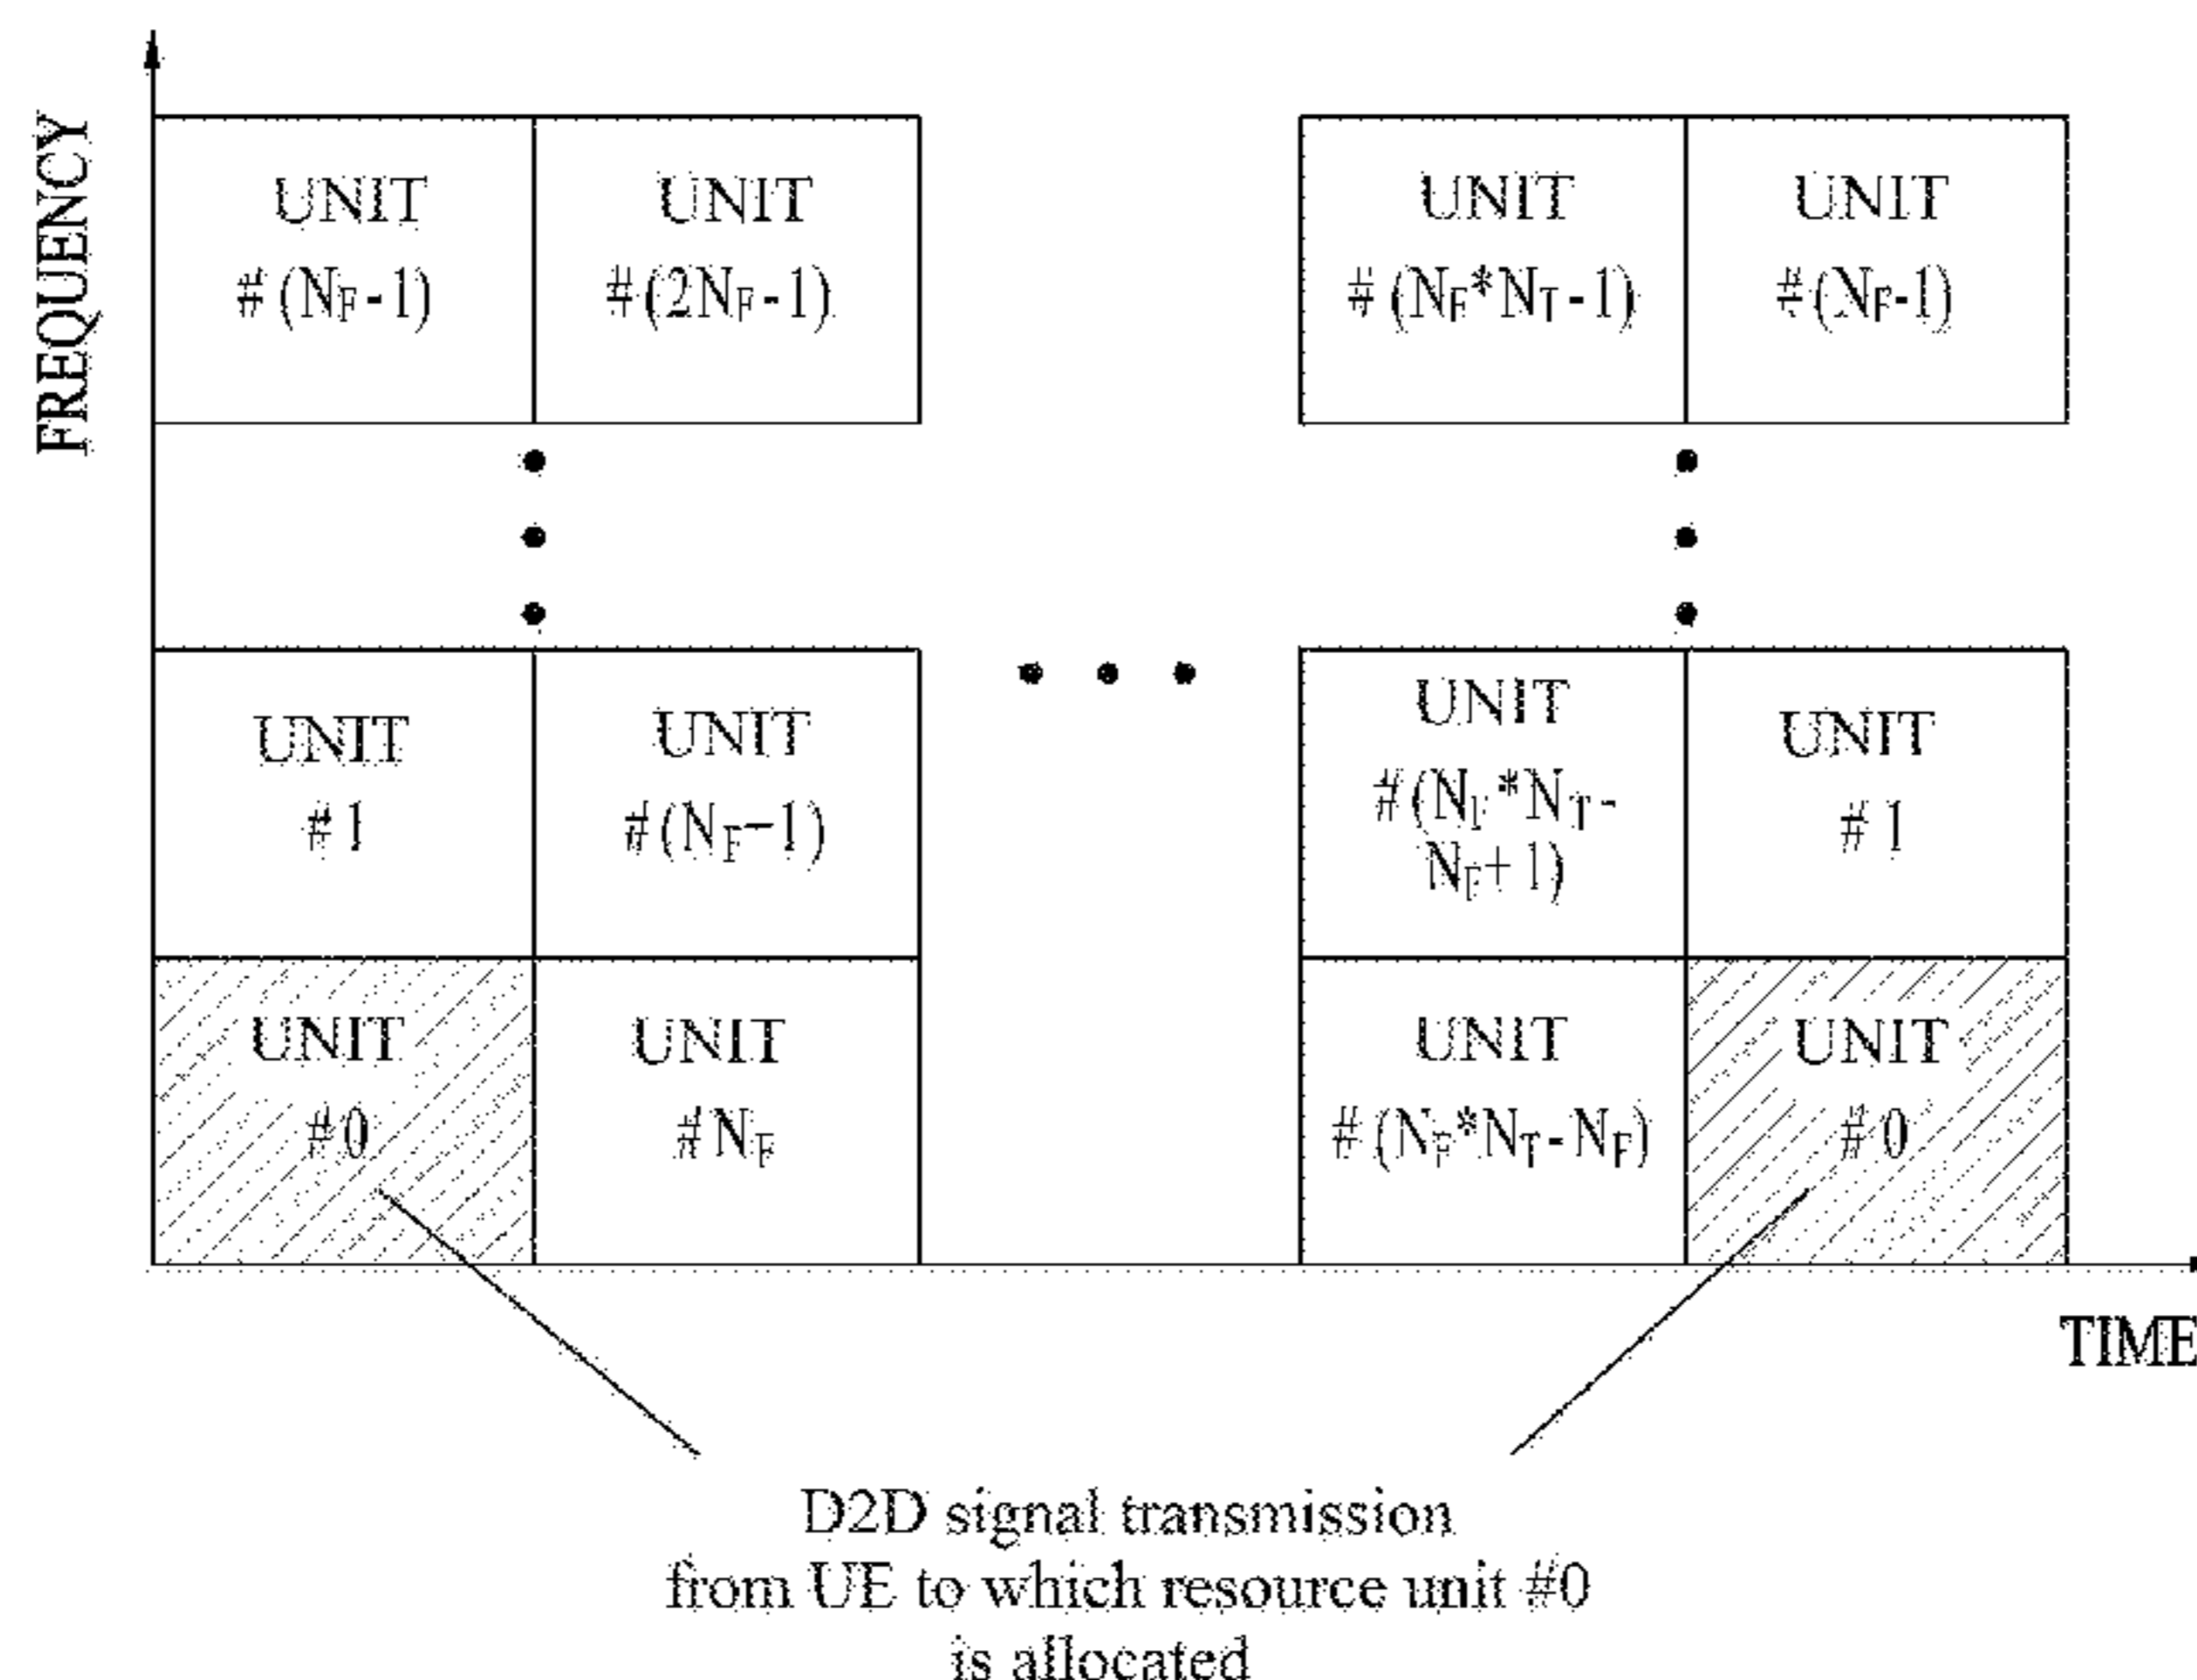 FREQUENCY
UNIT
#(NF-1)
UNIT
#(2NF-1)
UNIT
#(NF*NT-1)
UNIT
#(NF-1)
UNIT
#1
UNIT
#(NF-1)
UNIT
#(NF*NT-
NF+1)
UNIT
#1
UNIT
#0
UNIT
#NF
UNIT
#(NF*NT-NF)
UNIT
#0
TIME
D2D signal transmission
from UE to which resource unit #0
is allocated